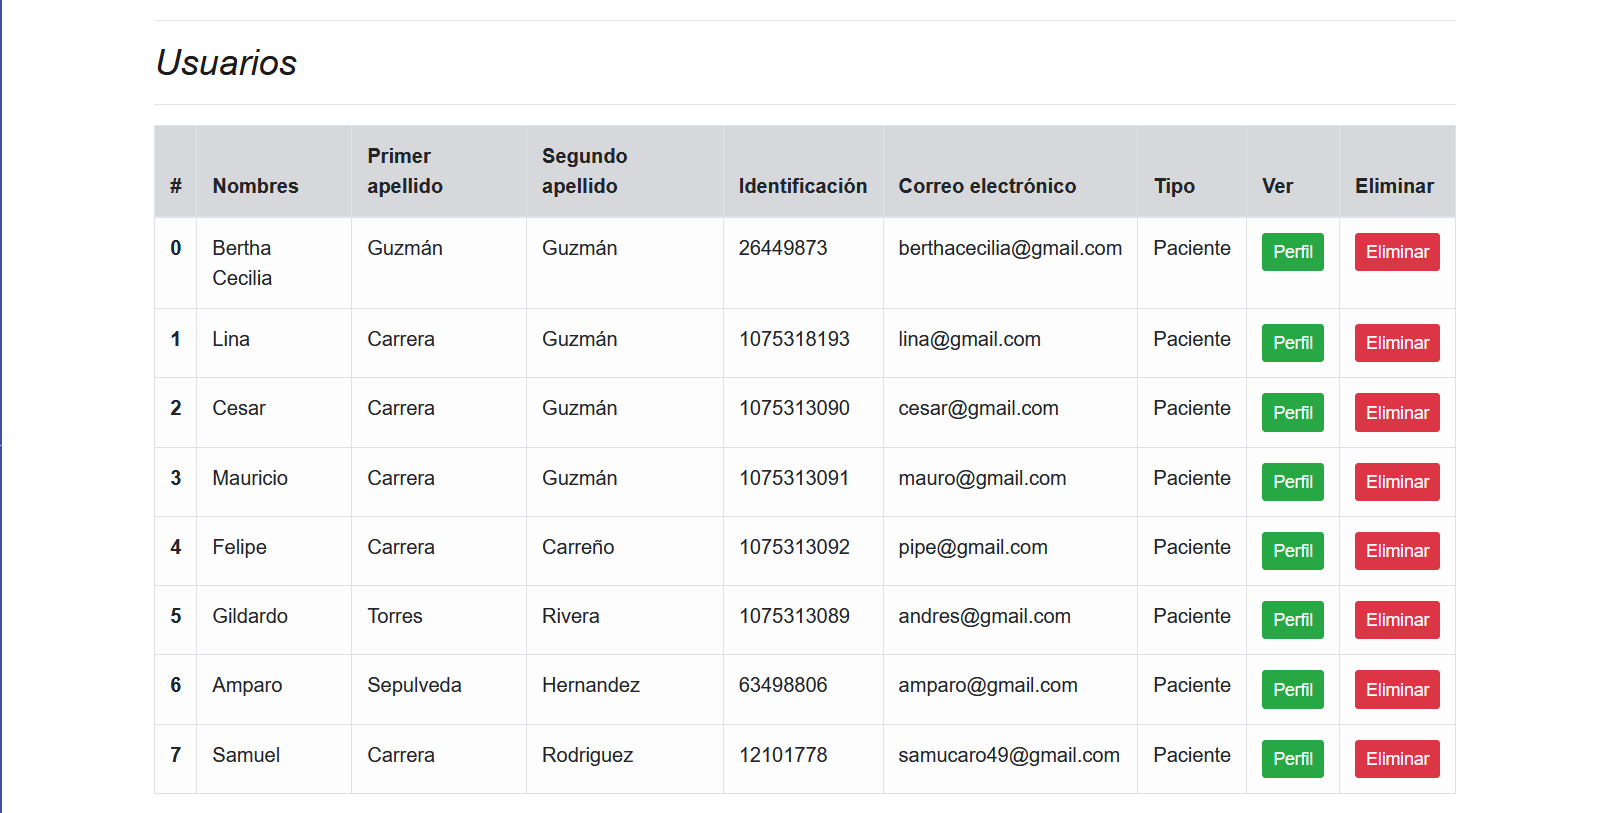 Usuarios
# Nombres Primer apellido Segundo apellido Identificación Correo electrónico Tipo Ver Eliminar
0 Bertha Cecilia Guzmán Guzmán 26449873 berthacecilia@gmail.com Paciente Perfil Eliminar
1 Lina Carrera Guzmán 1075318193 lina@gmail.com Paciente Perfil Eliminar
2 Cesar Carrera Guzmán 1075313090 cesar@gmail.com Paciente Perfil Eliminar
3 Mauricio Carrera Guzmán 1075313091 mauro@gmail.com Paciente Perfil Eliminar
4 Felipe Carrera Carreño 1075313092 pipe@gmail.com Paciente Perfil Eliminar
5 Gildardo Torres Rivera 1075313089 andres@gmail.com Paciente Perfil Eliminar
6 Amparo Sepulveda Hernandez 63498806 amparo@gmail.com Paciente Perfil Eliminar
7 Samuel Carrera Rodriguez 12101778 samucaro49@gmail.com Paciente Perfil Eliminar